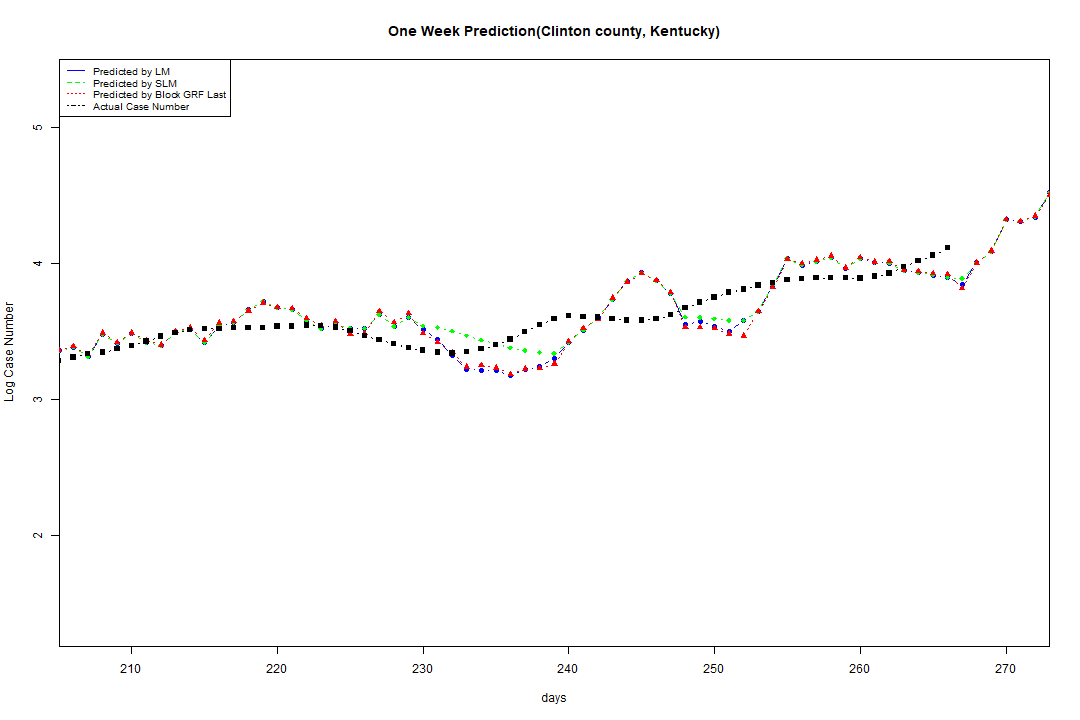 One Week Prediction(Clinton county, Kentucky)
Predicted by LM
Predicted by SLM
Predicted by Block GRF Last
Actual Case Number
5
4
3
2
Log Case Number
210 220 230 240 250 260 270
days